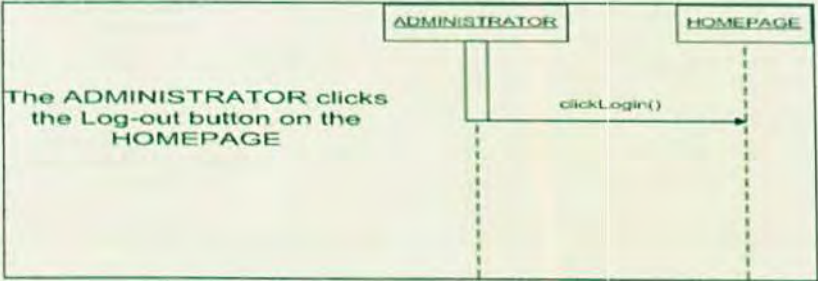 ADMINISTRATOR
HOMEPAGE
The ADMINISTRATOR clicks
the Log-out button on the
HOMEPAGE
clickLogin()